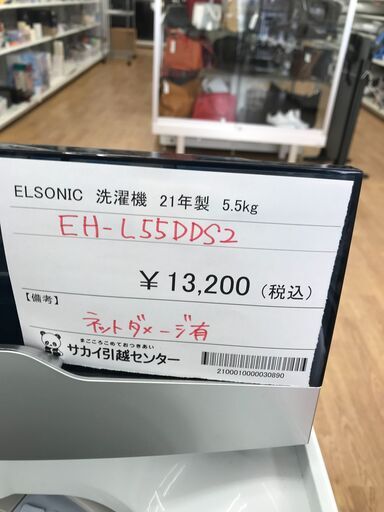 ELSONIC 洗濯機 21年製 5.5kg
EH-L55DDS2
￥13,200（税込）
【備考】
ネットダメージ有
まごころこめておつきあい
サカイ引越センター
2100010000030890